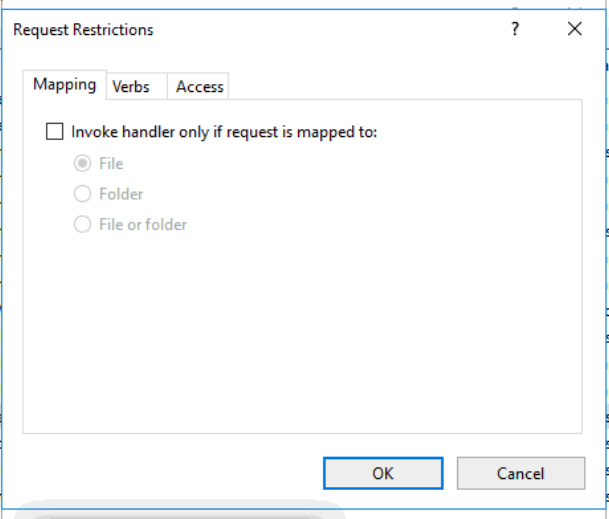 Request Restrictions
?
Mapping Verbs Access
Invoke handler only if request is mapped to:
File
Folder
File or folder
OK Cancel